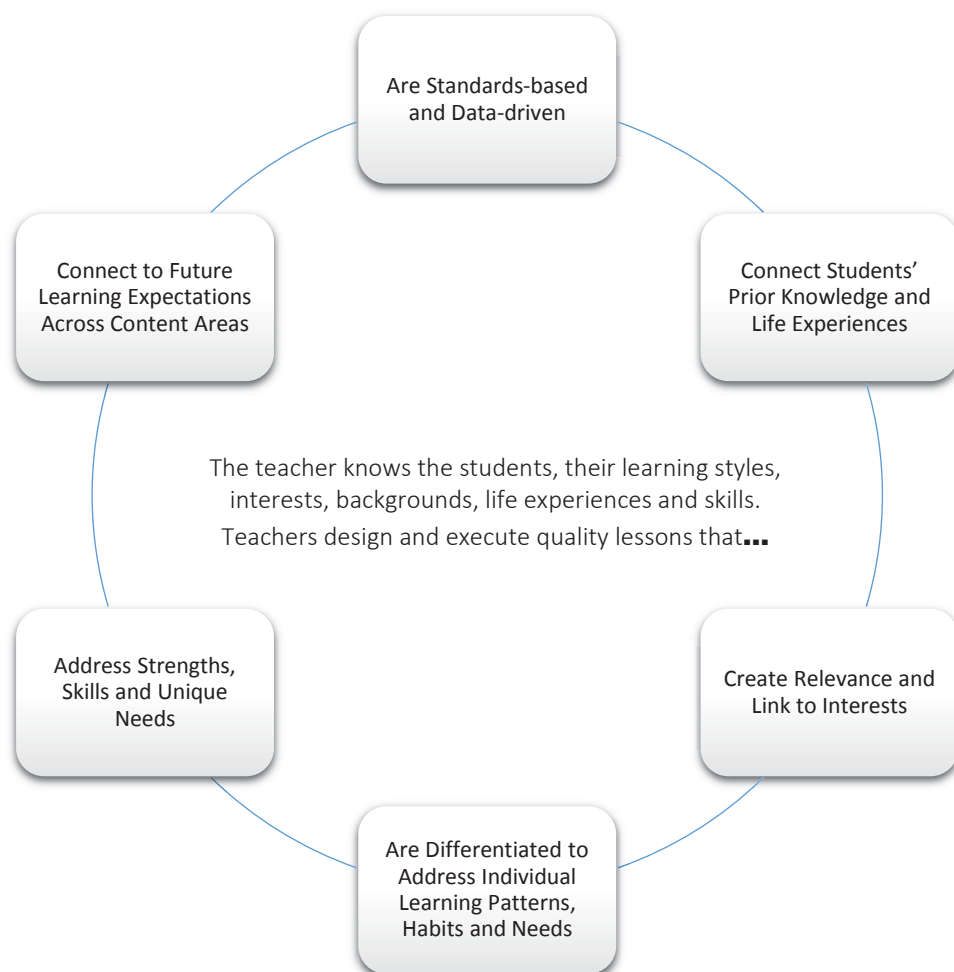 Are Standards-based
and Data-driven
Connect Students’
Prior Knowledge and
Life Experiences
Create Relevance and
Link to Interests
Are Differentiated to
Address Individual
Learning Patterns,
Habits and Needs
Address Strengths,
Skills and Unique
Needs
Connect to Future
Learning Expectations
Across Content Areas
The teacher knows the students, their learning styles,
interests, backgrounds, life experiences and skills.
Teachers design and execute quality lessons that...